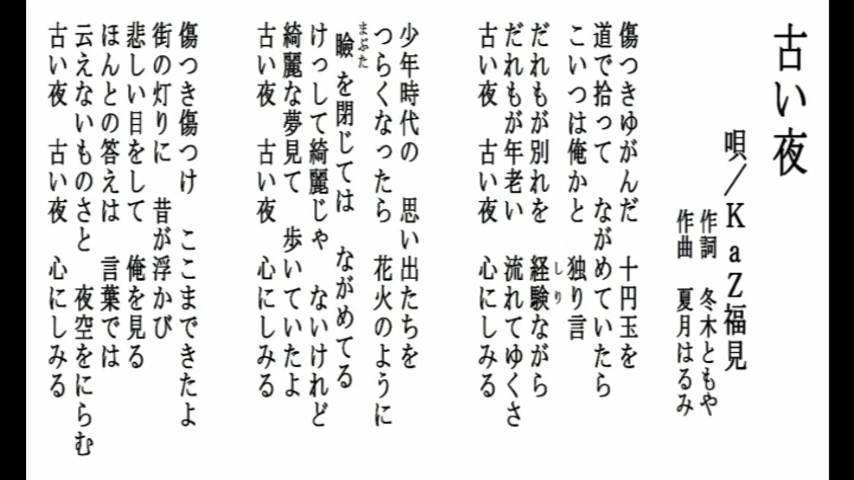 古い夜
唄／KaZ福見
作詞　冬木ともや
作曲　夏月はるみ
傷つきゆがんだ　十円玉を
道で拾って　ながめていたら
こいつは俺かと　独り言
だれもが別れを　経験ながら
しり
だれもが年老い　流れてゆくさ
古い夜　古い夜　心にしみる
少年時代の　思い出たちを
つらくなったら　花火のように
瞼を閉じては　ながめてる
まぶた
けっして綺麗じゃ　ないけれど
綺麗な夢見て　歩いていたよ
古い夜　古い夜　心にしみる
傷つき傷つけ　ここまできたよ
街の灯りに　昔が浮かび
悲しい目をして　俺を見る
ほんとの答えは　言葉では
云えないものさと　夜空をにらむ
古い夜　古い夜　心にしみる